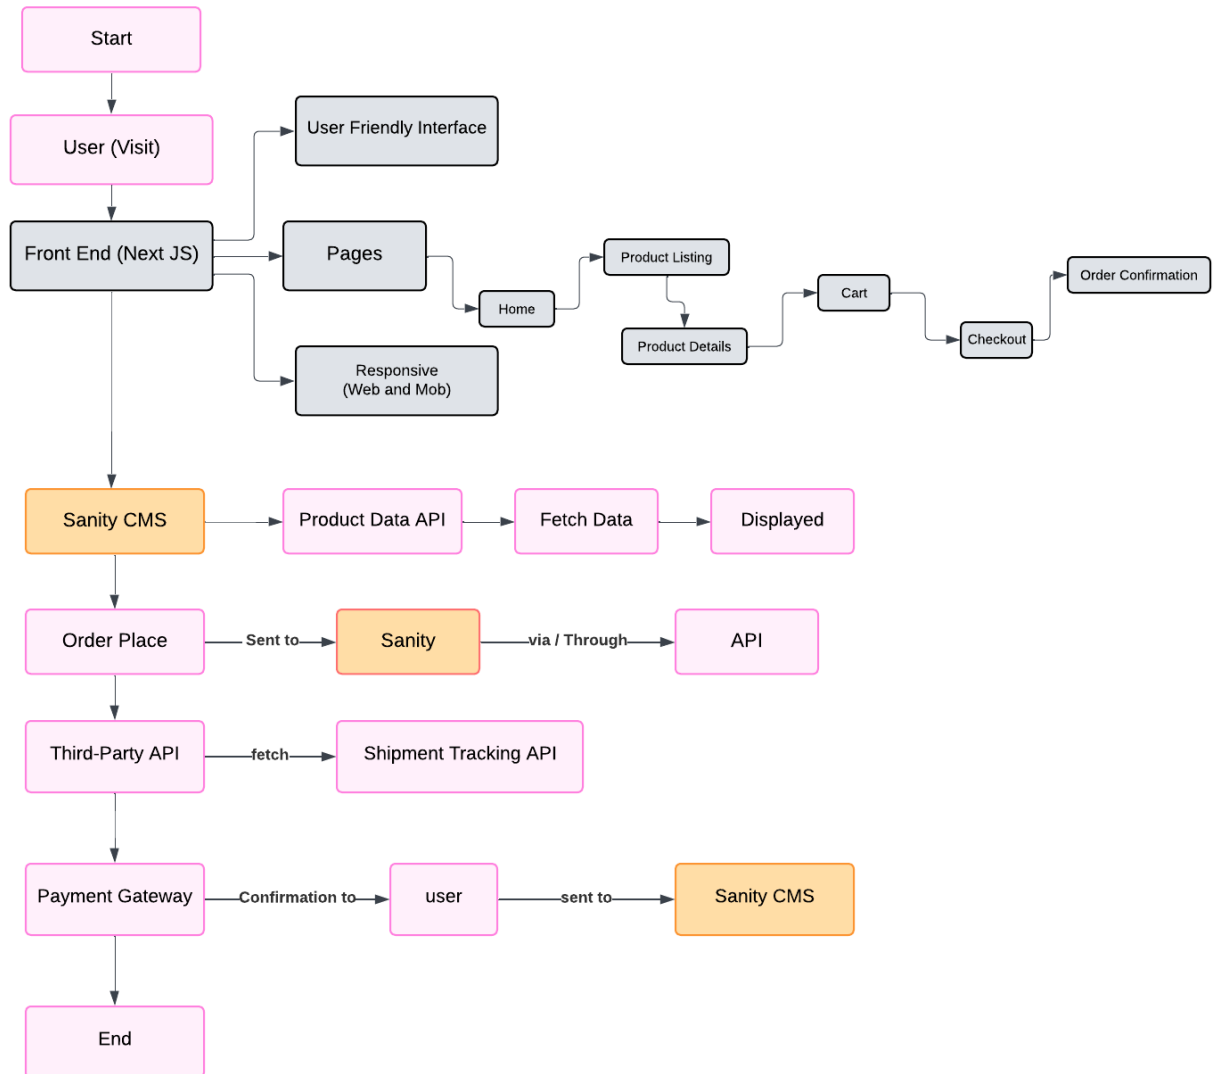 Start
User (Visit)
User Friendly Interface
Front End (Next JS)
Pages
Home
Product Listing
Product Details
Cart
Checkout
Order Confirmation
Responsive
(Web and Mob)
Sanity CMS
Product Data API
Fetch Data
Displayed
Order Place
Sent to
Sanity
via / Through
API
Third-Party API
fetch
Shipment Tracking API
Payment Gateway
Confirmation to
user
sent to
Sanity CMS
End